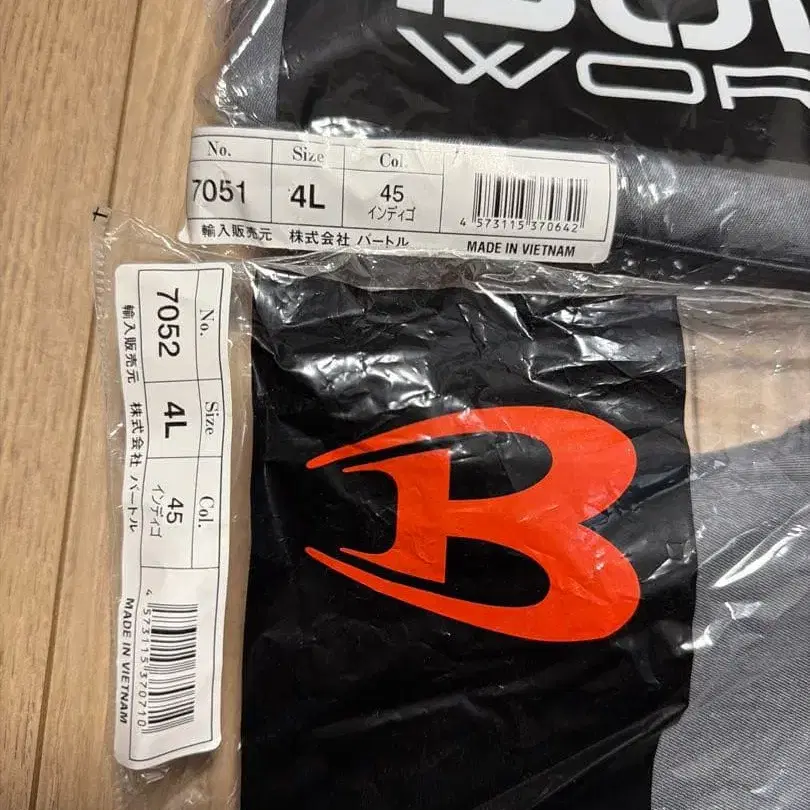 WOR
No. Size Col.
7051 4L 45
インディゴ
4 573115 370642
輸入販売元 株式会社 バートル MADE IN VIETNAM
No. Size Col.
7052 4L 45
インディゴ
4 573115 370710
輸入販売元 株式会社 バートル MADE IN VIETNAM
B